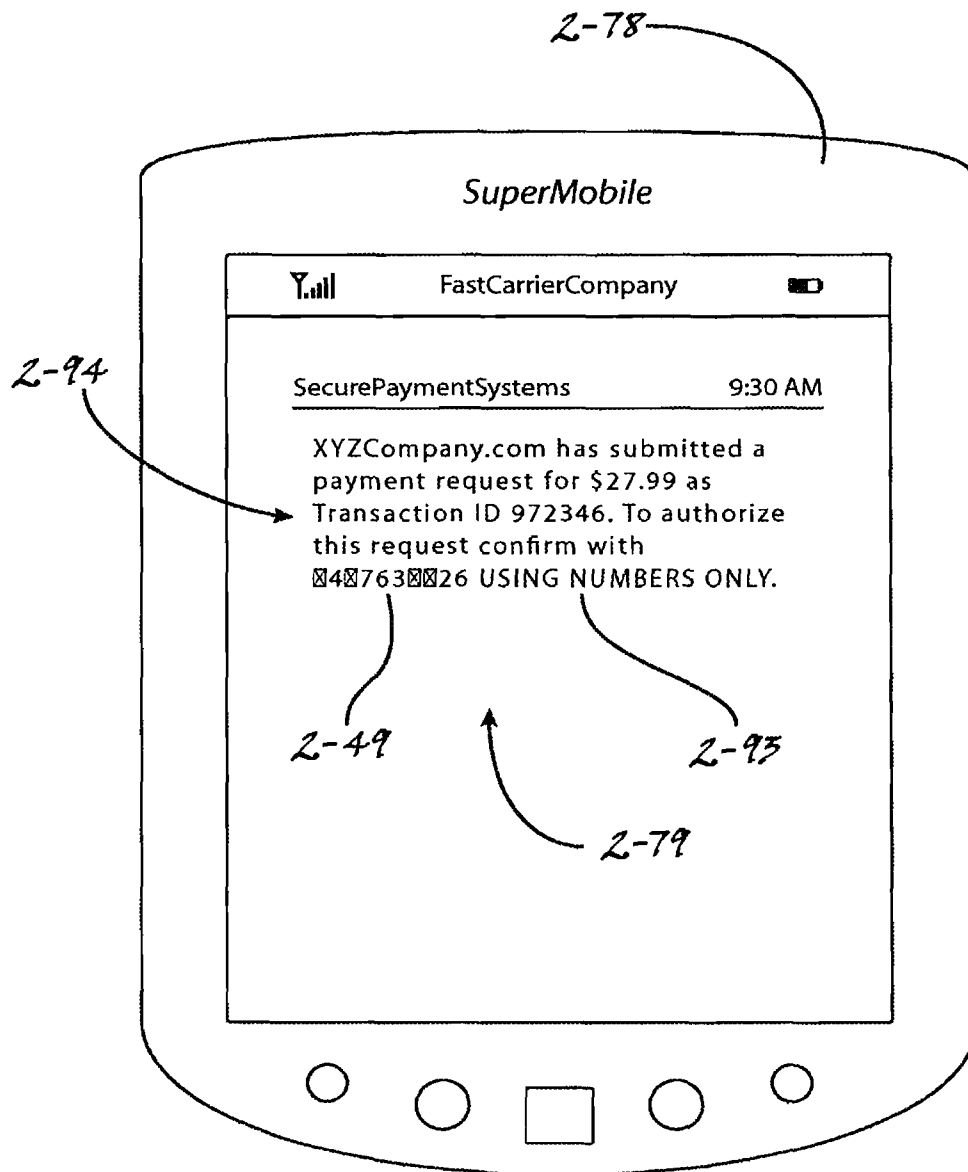 2-78
SuperMobile
FastCarrierCompany
2-94
SecurePaymentSystems 9:30 AM
XYZCompany.com has submitted a
payment request for $27.99 as
Transaction ID 972346. To authorize
this request confirm with
☒4☒763☒☒26 USING NUMBERS ONLY.
2-49 2-93
2-79